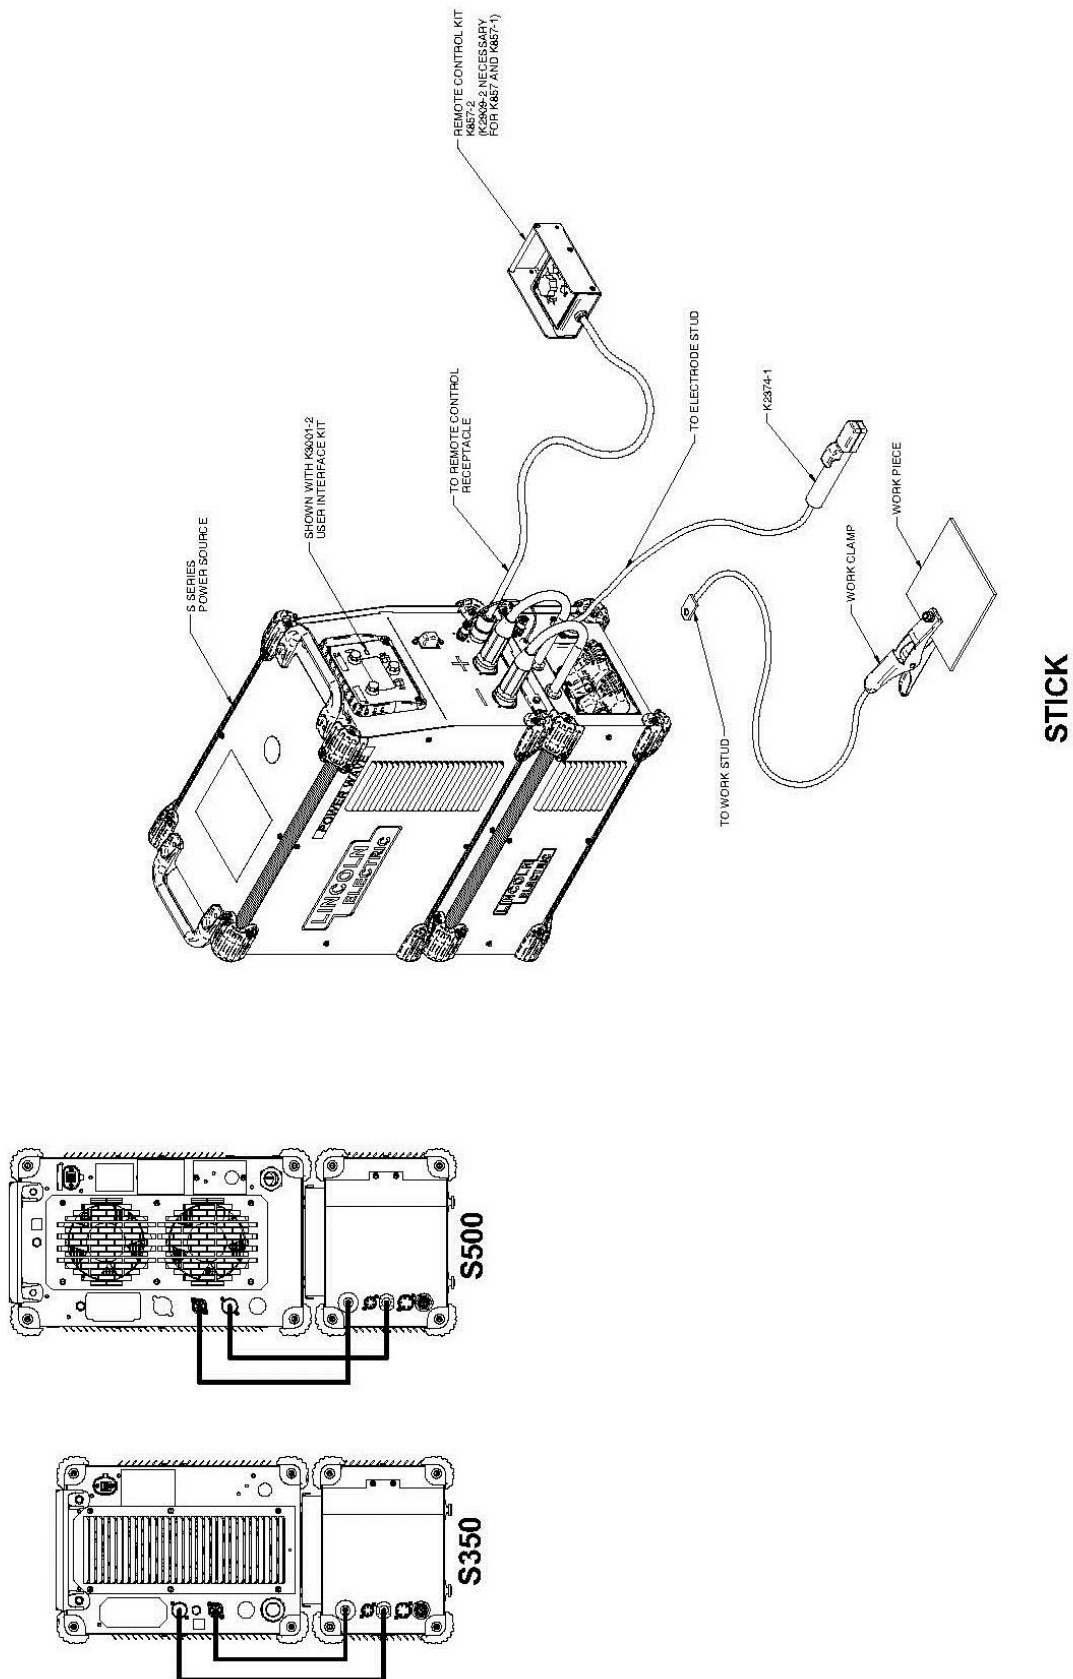 REMOTE CONTROL KIT
K857-2
(K2909-2 NECESSARY
FOR K857 AND K857-1)
SHOWN WITH K3001-2
USER INTERFACE KIT
S SERIES
POWER SOURCE
TO REMOTE CONTROL
RECEPTACLE
TO ELECTRODE STUD
K2374-1
WORK PIECE
WORK CLAMP
TO WORK STUD
+
-
POWER WAVE
LINCOLN
ELECTRIC
LINCOLN
ELECTRIC
STICK
S500
S350